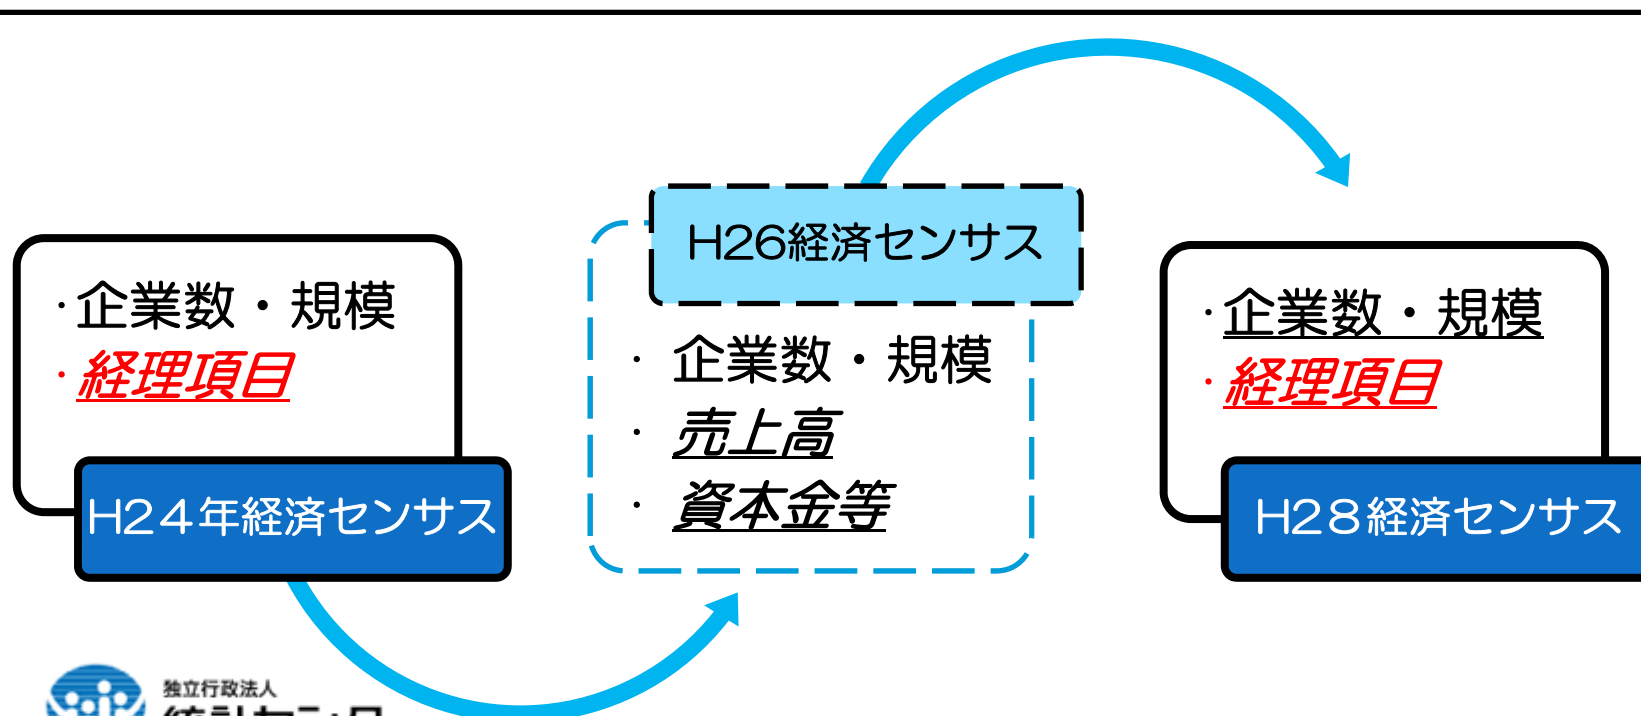 ・企業数・規模
・経理項目
H24年経済センサス
H26経済センサス
・ 企業数・規模
・ 売上高
・ 資本金等
・企業数・規模
・経理項目
H28経済センサス
独立行政法人